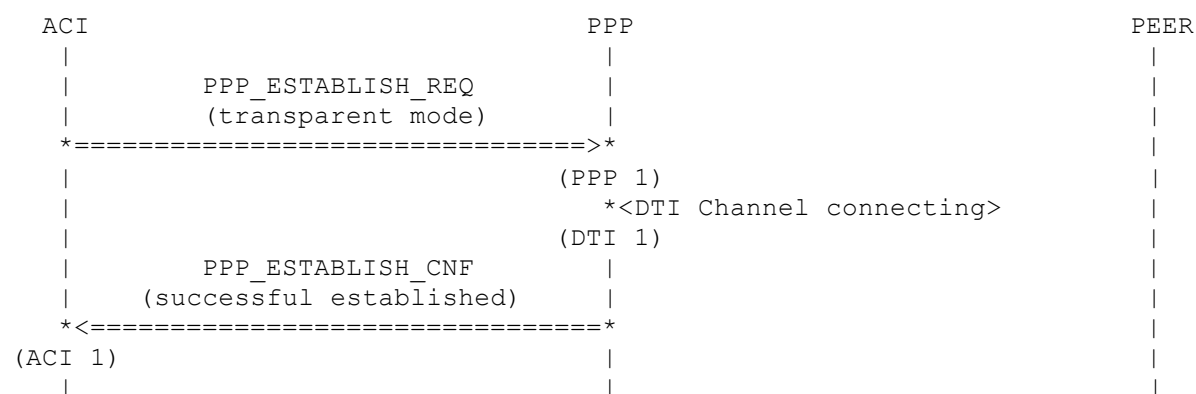 ACI PPP PEER
| | |
| PPP_ESTABLISH_REQ | |
| (transparent mode) | |
*================================>* |
| (PPP 1) |
| *<DTI Channel connecting> |
| (DTI 1) |
| PPP_ESTABLISH_CNF | |
| (successful established) | |
*<================================* |
(ACI 1) | |
| | |